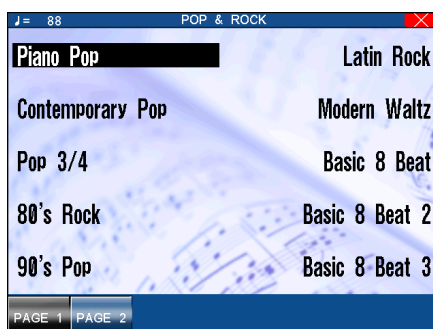 ♩= 88 POP & ROCK
Piano Pop Latin Rock
Contemporary Pop Modern Waltz
Pop 3/4 Basic 8 Beat
80's Rock Basic 8 Beat 2
90's Pop Basic 8 Beat 3
PAGE 1 PAGE 2